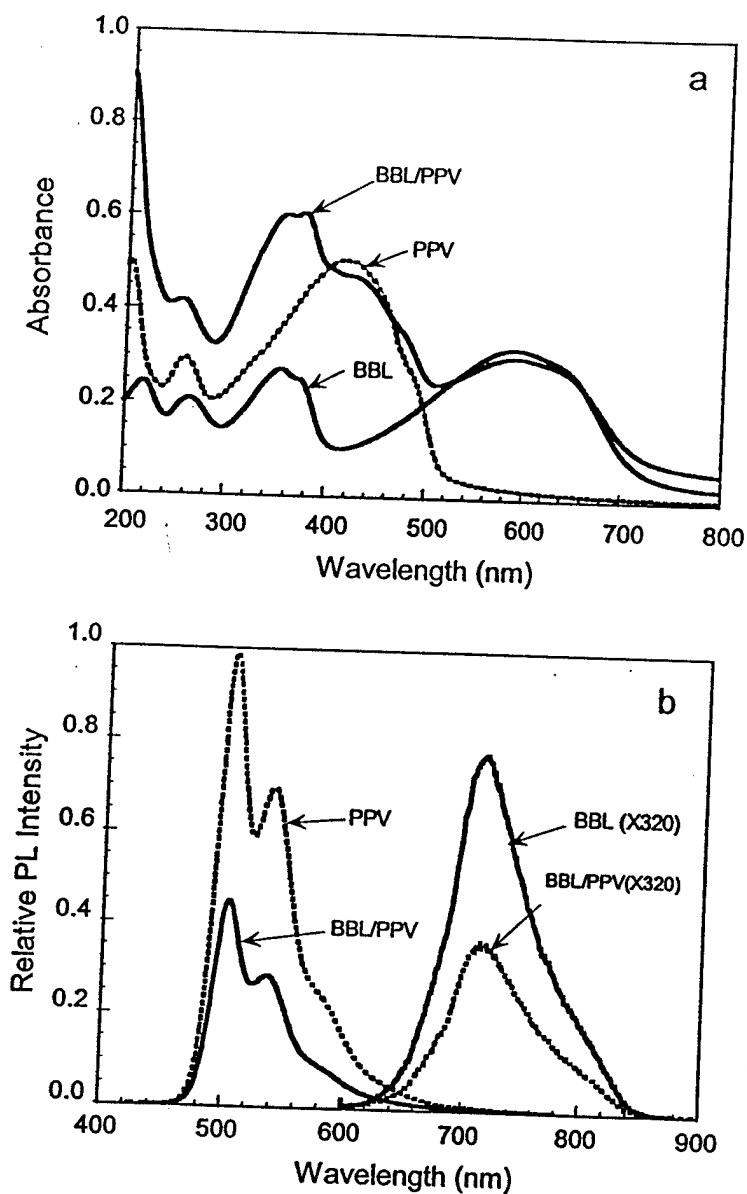 a
1.0
0.8
0.6
0.4
0.2
0.0
Absorbance
BBL/PPV
PPV
BBL
200 300 400 500 600 700 800
Wavelength (nm)
b
1.0
0.8
0.6
0.4
0.2
0.0
Relative PL Intensity
PPV
BBL/PPV
BBL (X320)
BBL/PPV(X320)
400 500 600 700 800 900
Wavelength (nm)